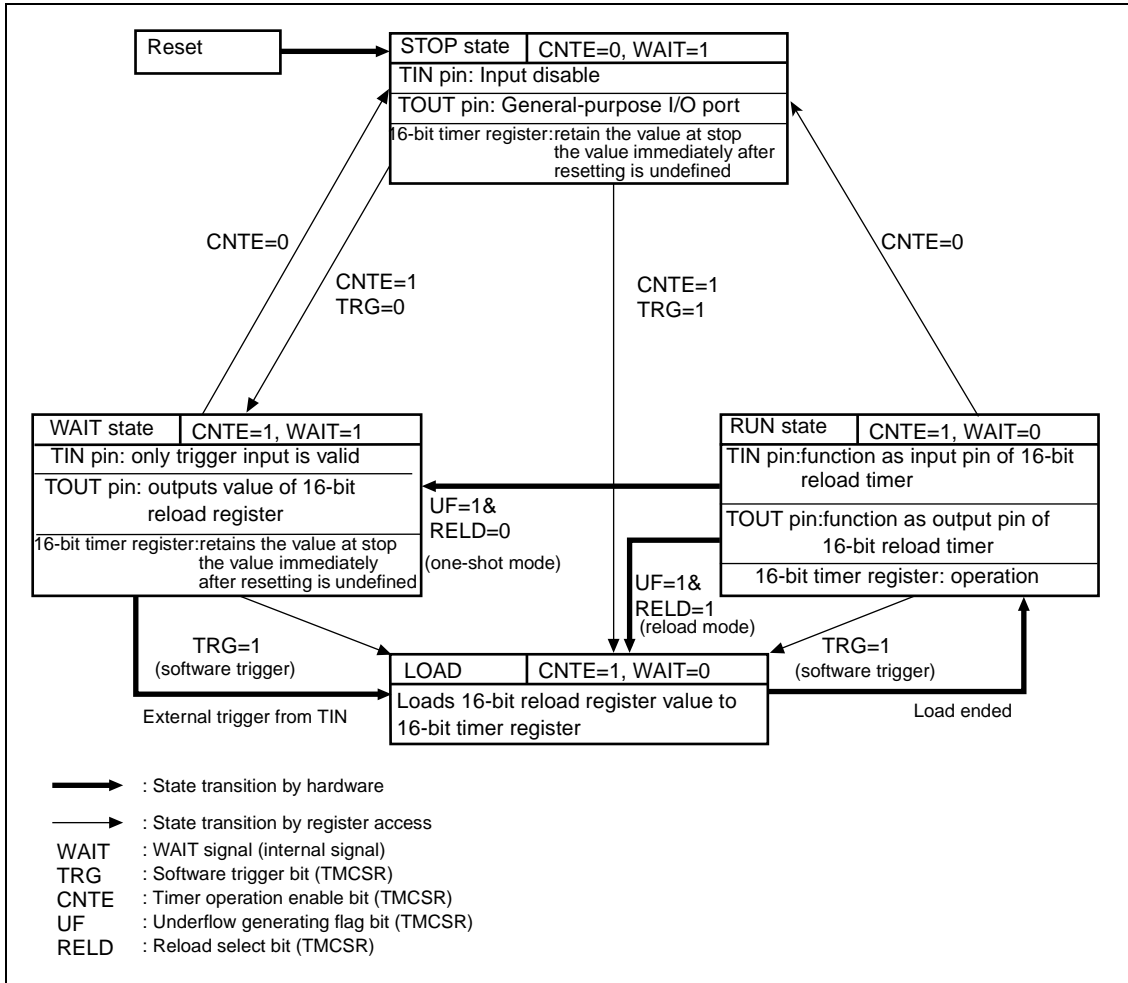 Reset
STOP state
CNTE=0, WAIT=1
TIN pin: Input disable
TOUT pin: General-purpose I/O port
16-bit timer register:retain the value at stop
the value immediately after
resetting is undefined
CNTE=0
CNTE=1
TRG=0
CNTE=1
TRG=1
CNTE=0
WAIT state
CNTE=1, WAIT=1
TIN pin: only trigger input is valid
TOUT pin: outputs value of 16-bit
reload register
16-bit timer register:retains the value at stop
the value immediately
after resetting is undefined
UF=1&
RELD=0
(one-shot mode)
RUN state
CNTE=1, WAIT=0
TIN pin:function as input pin of 16-bit
reload timer
TOUT pin:function as output pin of
16-bit reload timer
16-bit timer register: operation
UF=1&
RELD=1
(reload mode)
TRG=1
(software trigger)
External trigger from TIN
LOAD
CNTE=1, WAIT=0
Loads 16-bit reload register value to
16-bit timer register
TRG=1
(software trigger)
Load ended
: State transition by hardware
: State transition by register access
WAIT : WAIT signal (internal signal)
TRG : Software trigger bit (TMCSR)
CNTE : Timer operation enable bit (TMCSR)
UF : Underflow generating flag bit (TMCSR)
RELD : Reload select bit (TMCSR)